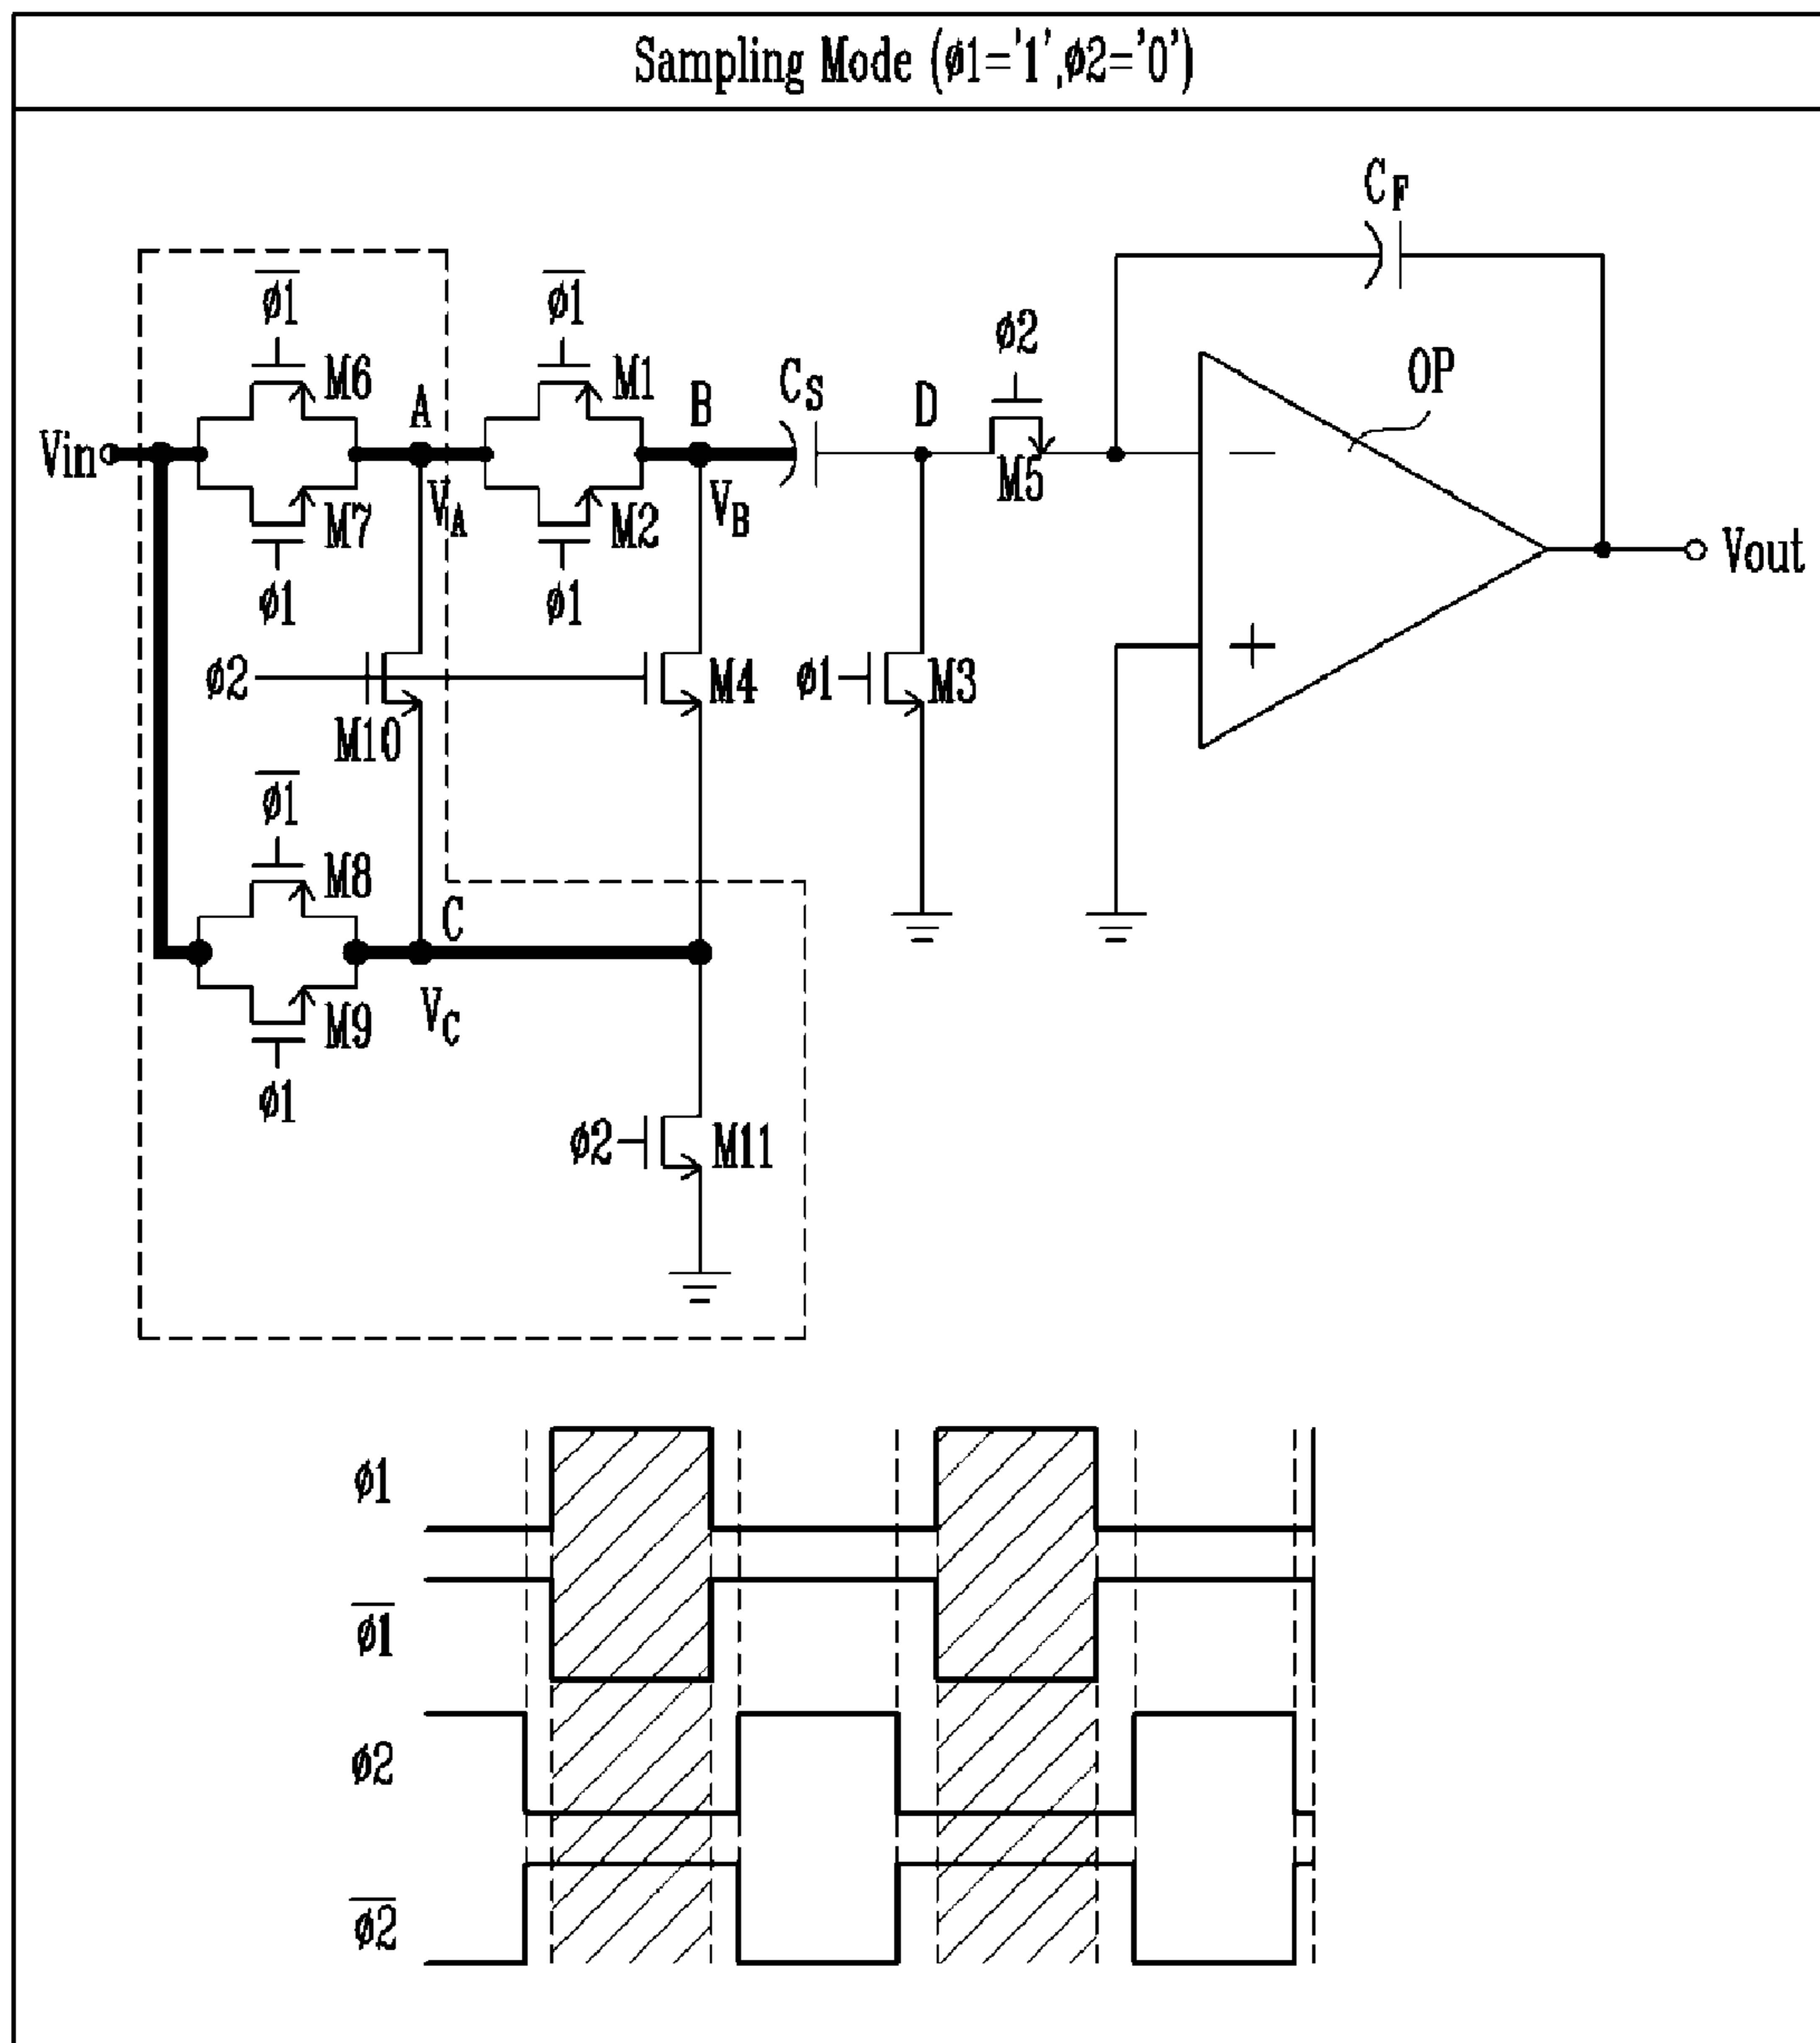 Sampling Mode (ø1='1',ø2='0')
C_F
‾ø1 ‾ø1
ø2
M6 M1 C_S OP
A B D
Vin
V_A V_B M5 −
M7 M2
Vout
ø1 ø1
+
ø2 M4 ø1 M3
M10
‾ø1
M8
C
M9 V_C
ø1
ø2 M11
ø1
‾ø1
ø2
‾ø2